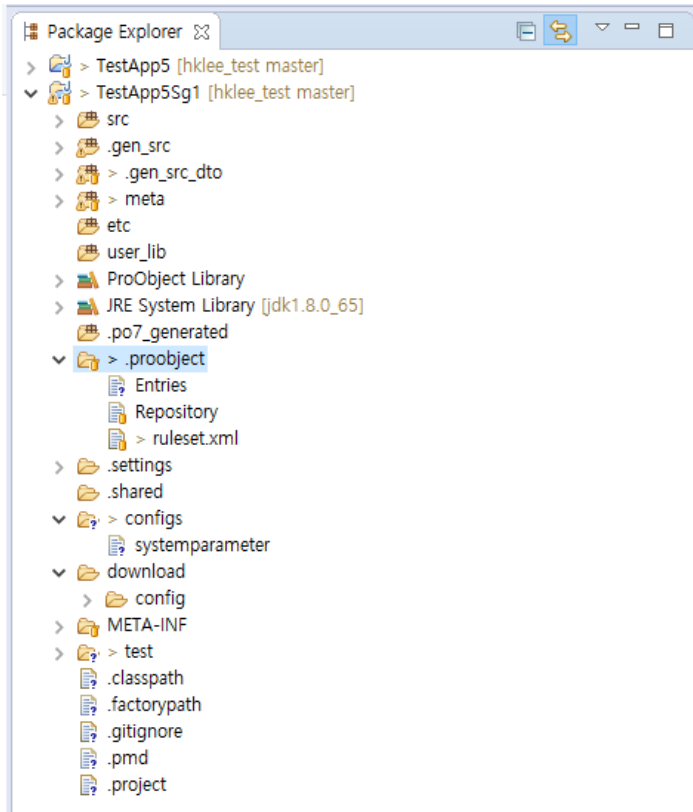 Package Explorer
> TestApp5 [hklee_test master]
> TestApp5Sg1 [hklee_test master]
src
.gen_src
> .gen_src_dto
> meta
etc
user_lib
ProObject Library
JRE System Library [jdk1.8.0_65]
.po7_generated
> .proobject
Entries
Repository
> ruleset.xml
.settings
.shared
> configs
systemparameter
download
config
META-INF
> test
.classpath
.factorypath
.gitignore
.pmd
.project